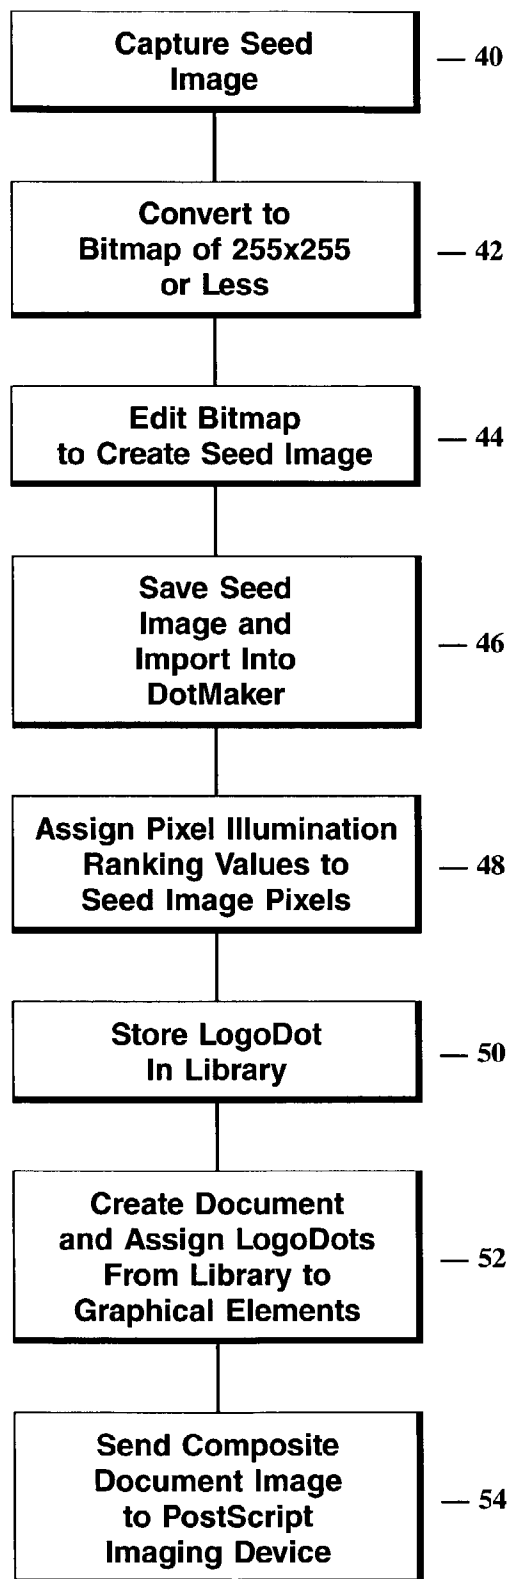 Capture Seed
Image
— 40
Convert to
Bitmap of 255x255
or Less
— 42
Edit Bitmap
to Create Seed Image
— 44
Save Seed
Image and
Import Into
DotMaker
— 46
Assign Pixel Illumination
Ranking Values to
Seed Image Pixels
— 48
Store LogoDot
In Library
— 50
Create Document
and Assign LogoDots
From Library to
Graphical Elements
— 52
Send Composite
Document Image
to PostScript
Imaging Device
— 54